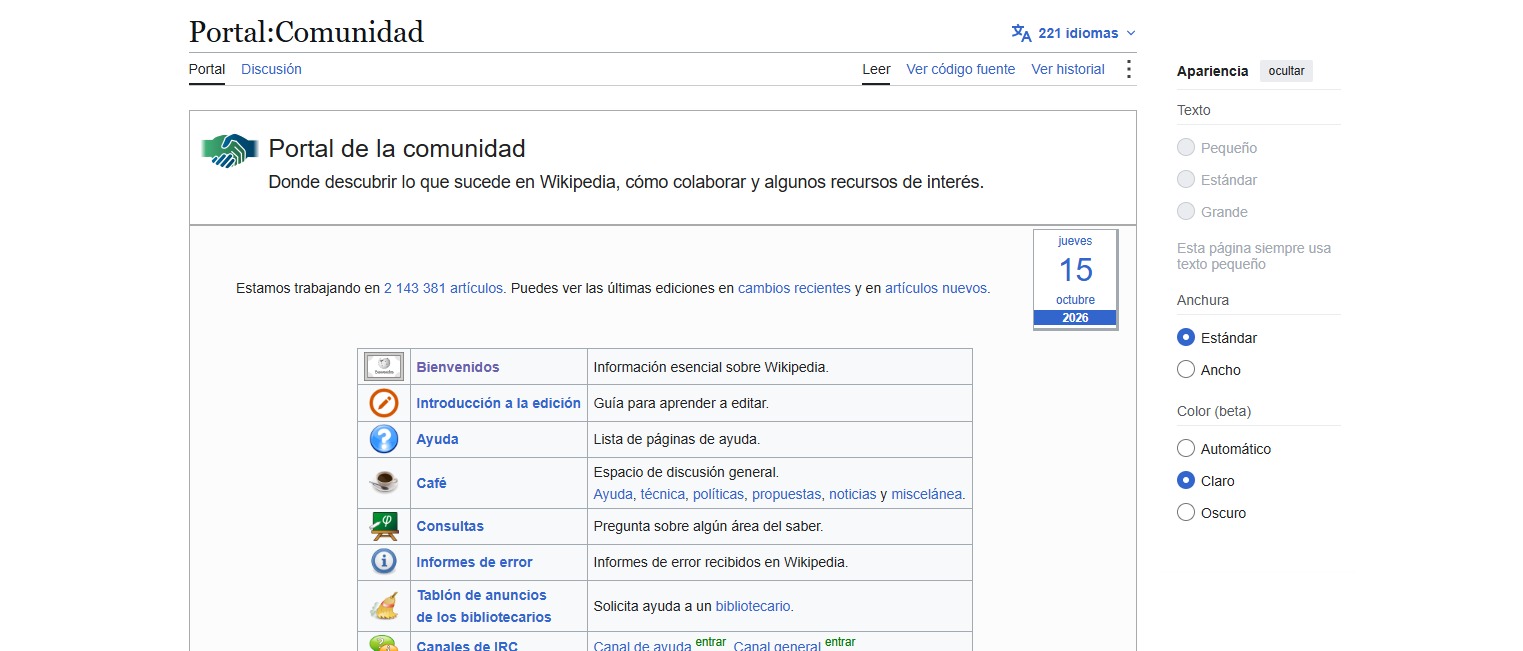 Portal:Comunidad
221 idiomas
Portal Discusión
Leer Ver código fuente Ver historial
Portal de la comunidad
Donde descubrir lo que sucede en Wikipedia, cómo colaborar y algunos recursos de interés.
jueves
15
octubre
2026
Estamos trabajando en 2 143 381 artículos. Puedes ver las últimas ediciones en cambios recientes y en artículos nuevos.
Bienvenidos Información esencial sobre Wikipedia.
Introducción a la edición Guía para aprender a editar.
Ayuda Lista de páginas de ayuda.
Café
Espacio de discusión general.
Ayuda, técnica, políticas, propuestas, noticias y miscelánea.
Consultas Pregunta sobre algún área del saber.
Informes de error Informes de error recibidos en Wikipedia.
Tablón de anuncios
de los bibliotecarios
Solicita ayuda a un bibliotecario.
Canales de IRC Canal de ayuda entrar Canal general entrar
Apariencia ocultar
Texto
Pequeño
Estándar
Grande
Esta página siempre usa
texto pequeño
Anchura
Estándar
Ancho
Color (beta)
Automático
Claro
Oscuro